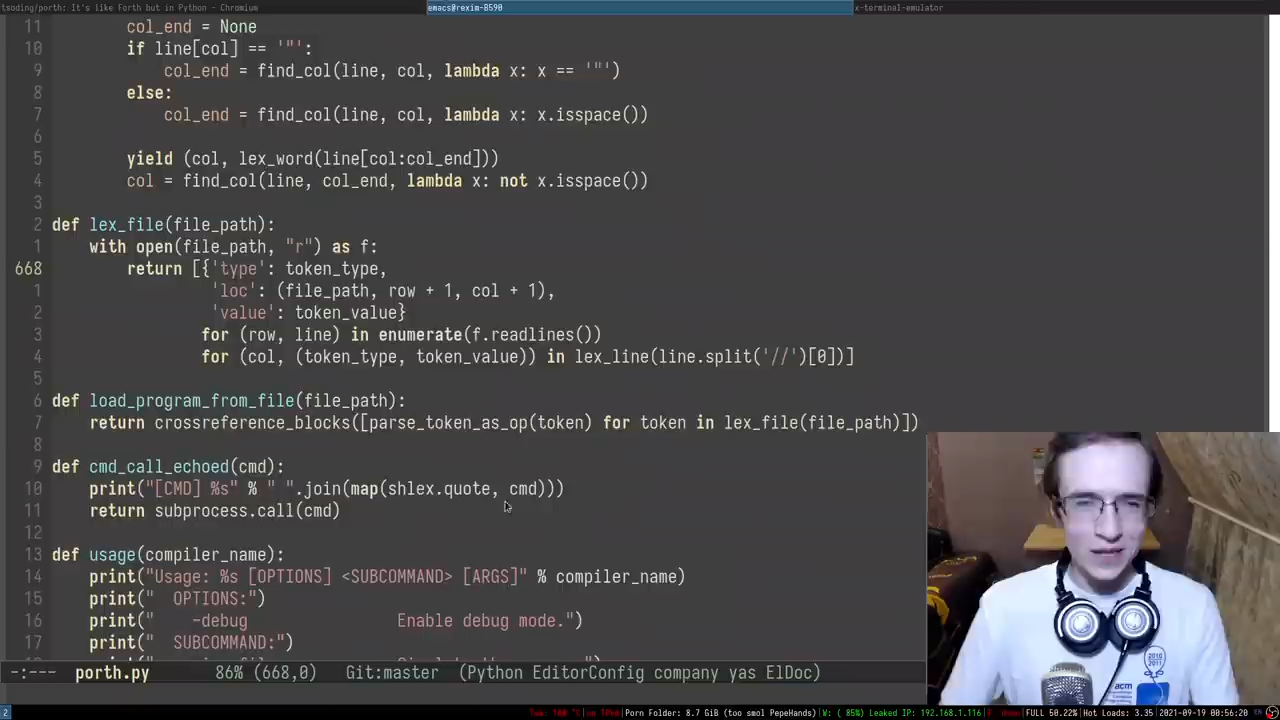 tsoding/porth: It's like Forth but in Python - Chromium
emacs@rexim-B590
x-terminal-emulator
11 col_end = None
10 if line[col] == '"':
9 col_end = find_col(line, col, lambda x: x == '"')
8 else:
7 col_end = find_col(line, col, lambda x: x.isspace())
6
5 yield (col, lex_word(line[col:col_end]))
4 col = find_col(line, col_end, lambda x: not x.isspace())
3
2 def lex_file(file_path):
1 with open(file_path, "r") as f:
668 return [{'type': token_type,
1 'loc': (file_path, row + 1, col + 1),
2 'value': token_value}
3 for (row, line) in enumerate(f.readlines())
4 for (col, (token_type, token_value)) in lex_line(line.split('//')[0])]
5
6 def load_program_from_file(file_path):
7 return crossreference_blocks([parse_token_as_op(token) for token in lex_file(file_path)])
8
9 def cmd_call_echoed(cmd):
10 print("[CMD] %s" % " ".join(map(shlex.quote, cmd)))
11 return subprocess.call(cmd)
12
13 def usage(compiler_name):
14 print("Usage: %s [OPTIONS] <SUBCOMMAND> [ARGS]" % compiler_name)
15 print("  OPTIONS:")
16 print("    -debug                Enable debug mode.")
17 print("  SUBCOMMAND:")
-:--- porth.py 86% (668,0) Git:master (Python EditorConfig company yas ElDoc)
2
Porn Folder: 8.7 GiB (too smol PepeHands)|W: ( 85%) Leaked IP: 192.168.1.116|
FULL 50.22%|Hot Loads: 3.35|2021-09-19 00:56:20
2010
2011
acm